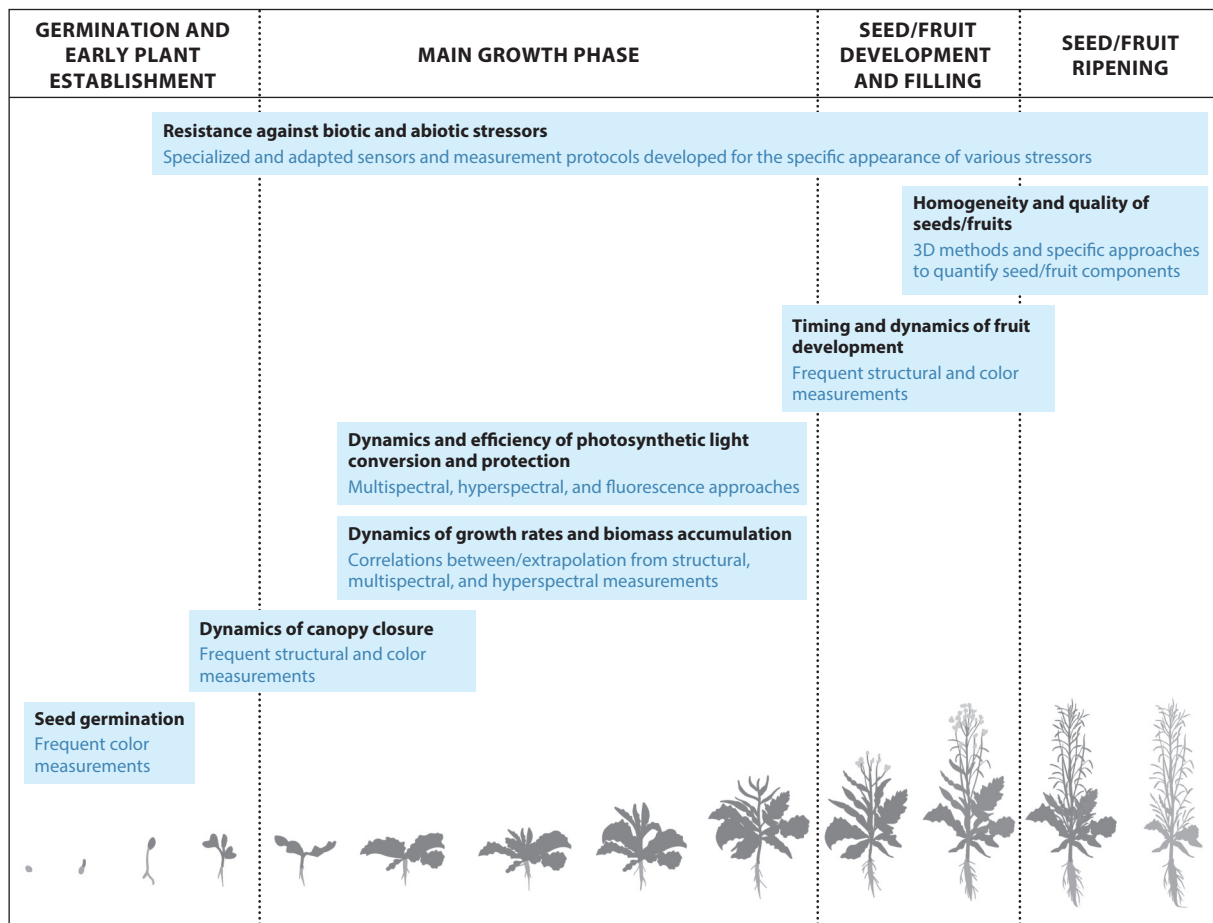 GERMINATION AND
EARLY PLANT
ESTABLISHMENT
MAIN GROWTH PHASE
SEED/FRUIT
DEVELOPMENT
AND FILLING
SEED/FRUIT
RIPENING
Resistance against biotic and abiotic stressors
Specialized and adapted sensors and measurement protocols developed for the specific appearance of various stressors
Homogeneity and quality of
seeds/fruits
3D methods and specific approaches
to quantify seed/fruit components
Timing and dynamics of fruit
development
Frequent structural and color
measurements
Dynamics and efficiency of photosynthetic light
conversion and protection
Multispectral, hyperspectral, and fluorescence approaches
Dynamics of growth rates and biomass accumulation
Correlations between/extrapolation from structural,
multispectral, and hyperspectral measurements
Dynamics of canopy closure
Frequent structural and color
measurements
Seed germination
Frequent color
measurements